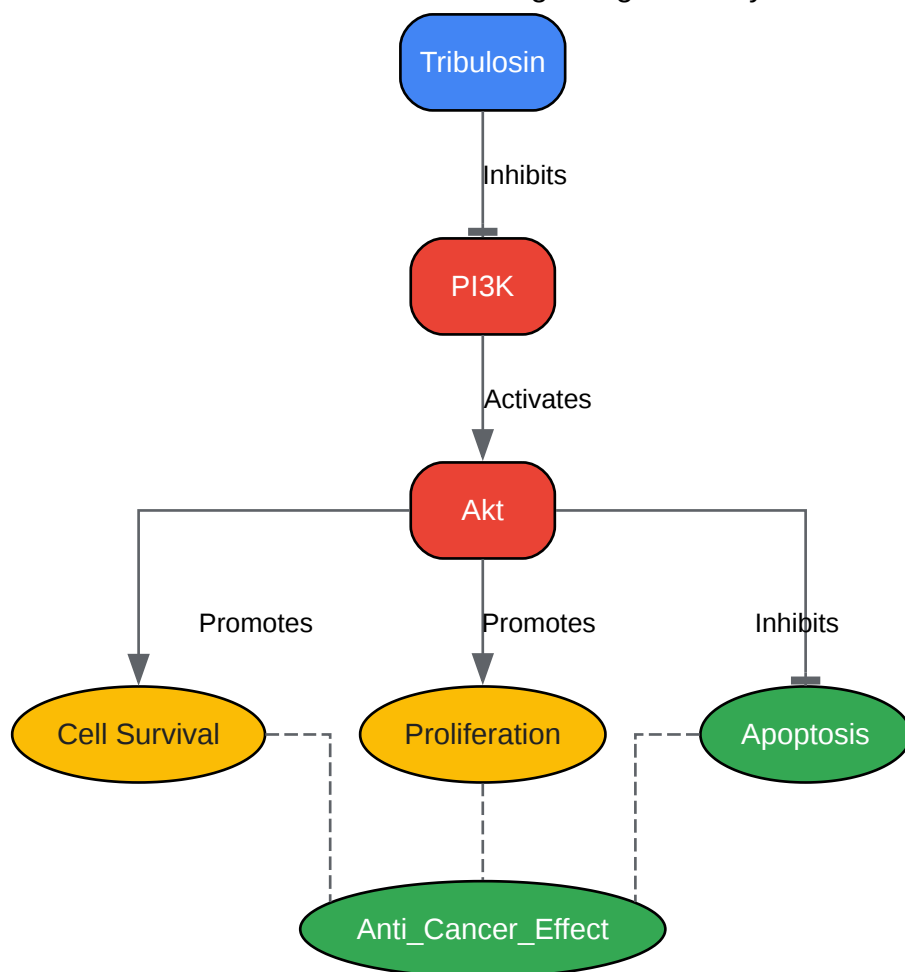 Tribulosin
Inhibits
PI3K
Activates
Akt
Promotes
Promotes
Inhibits
Cell Survival
Proliferation
Apoptosis
Anti_Cancer_Effect